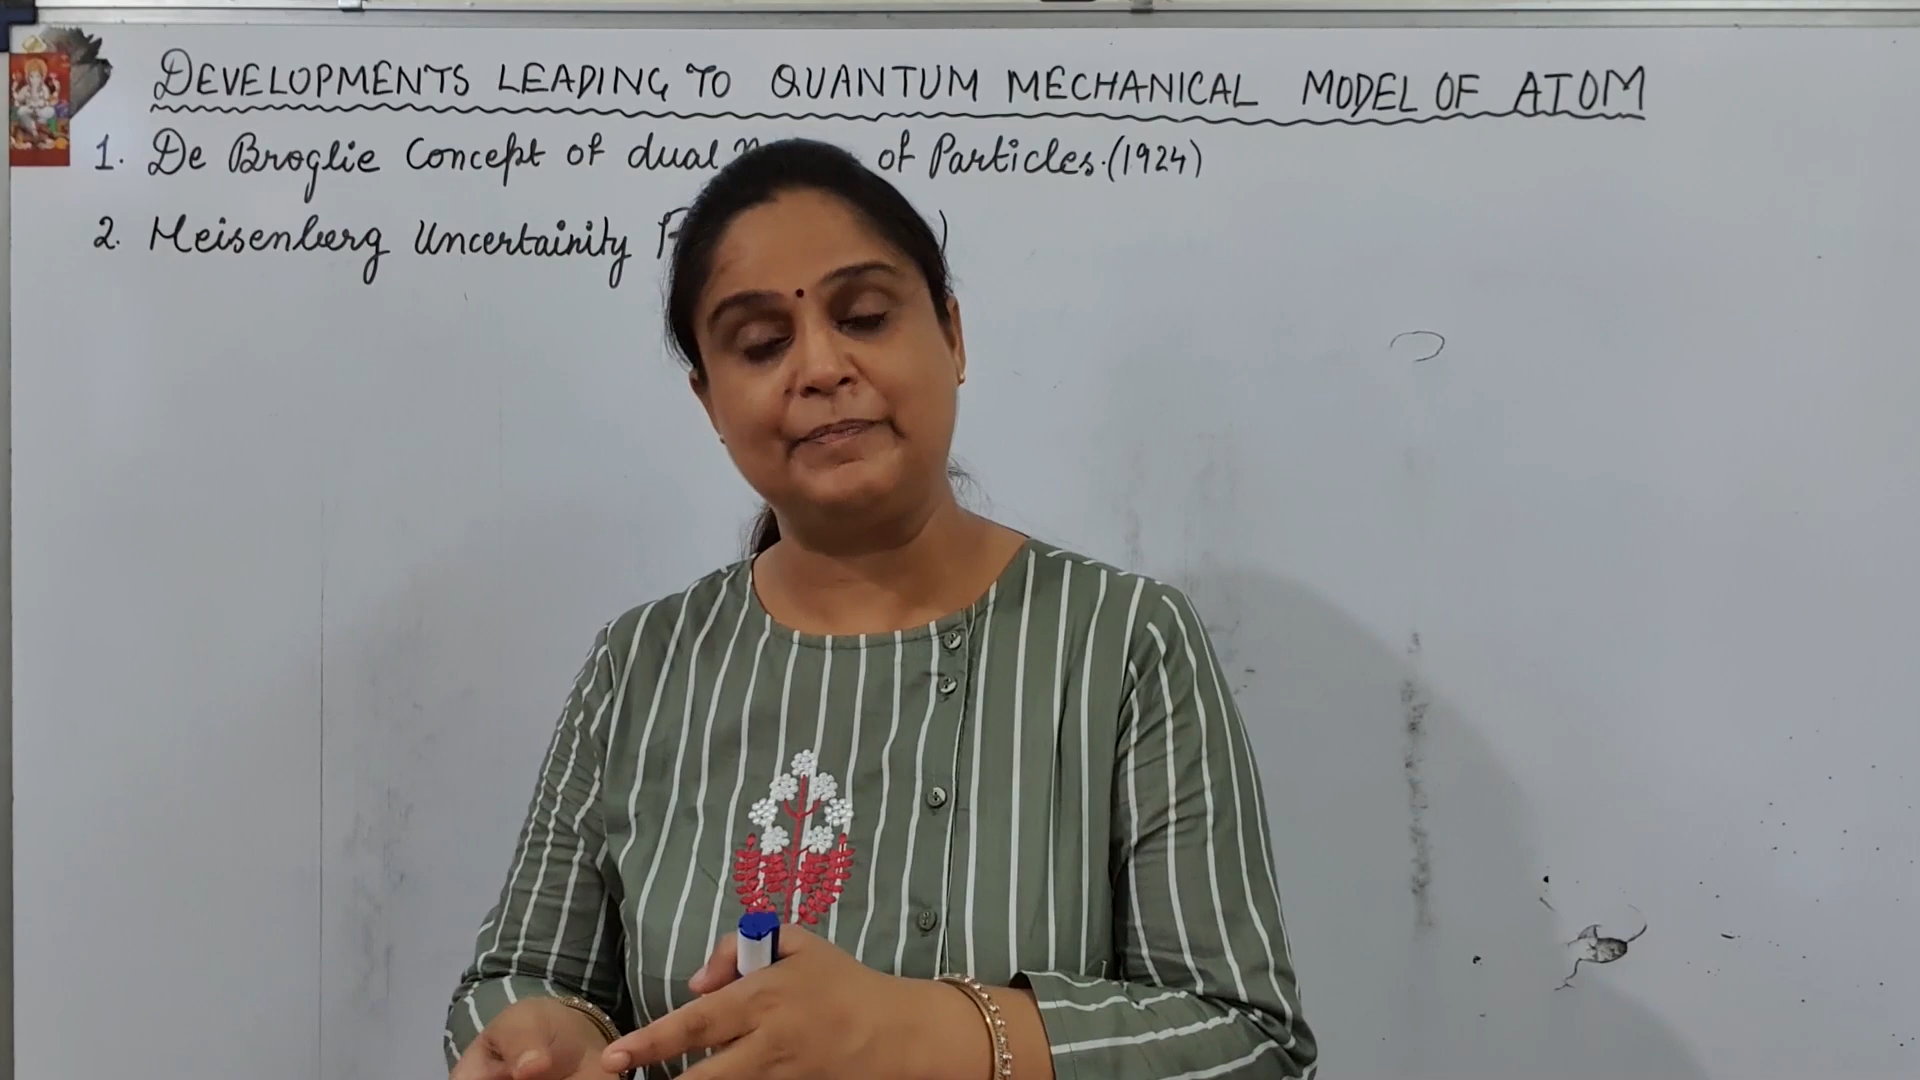 DEVELOPMENTS LEADING TO QUANTUM MECHANICAL MODEL OF ATOM
1. De Broglie Concept of dual of Particles.(1924)
2. Heisenberg Uncertainity